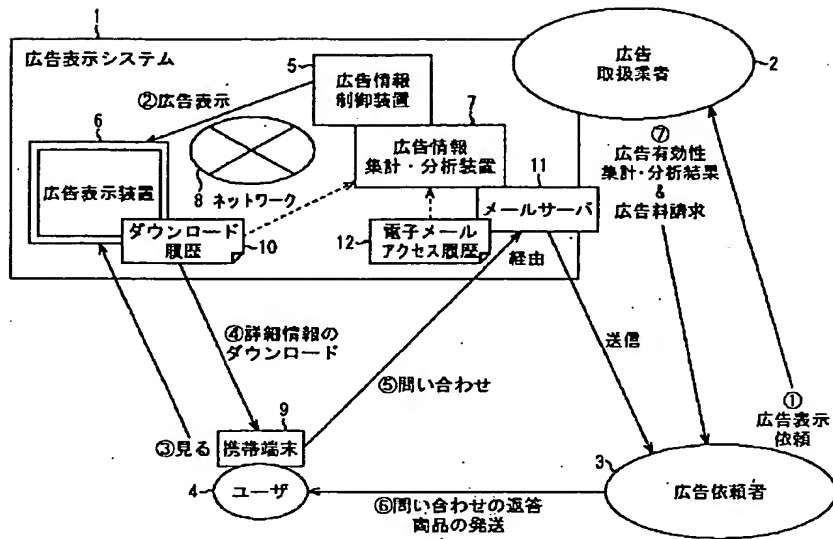 1
広告表示システム
5
広告情報
制御装置
広告
取扱業者
2
②広告表示
6
7
広告情報
集計・分析装置
⑦
広告有効性
集計・分析結果
&
広告料請求
広告表示装置
8 ネットワーク
11
メールサーバ
ダウンロード
履歴
10
12
電子メール
アクセス履歴
経由
④詳細情報の
ダウンロード
送信
⑤問い合わせ
①
広告表示
依頼
③見る
9
携帯端末
3
4
ユーザ
広告依頼者
⑥問い合わせの返答
商品の発送